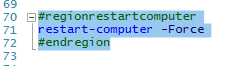 69
70 #regionrestartcomputer
71 restart-computer -Force
72 #endregion
73